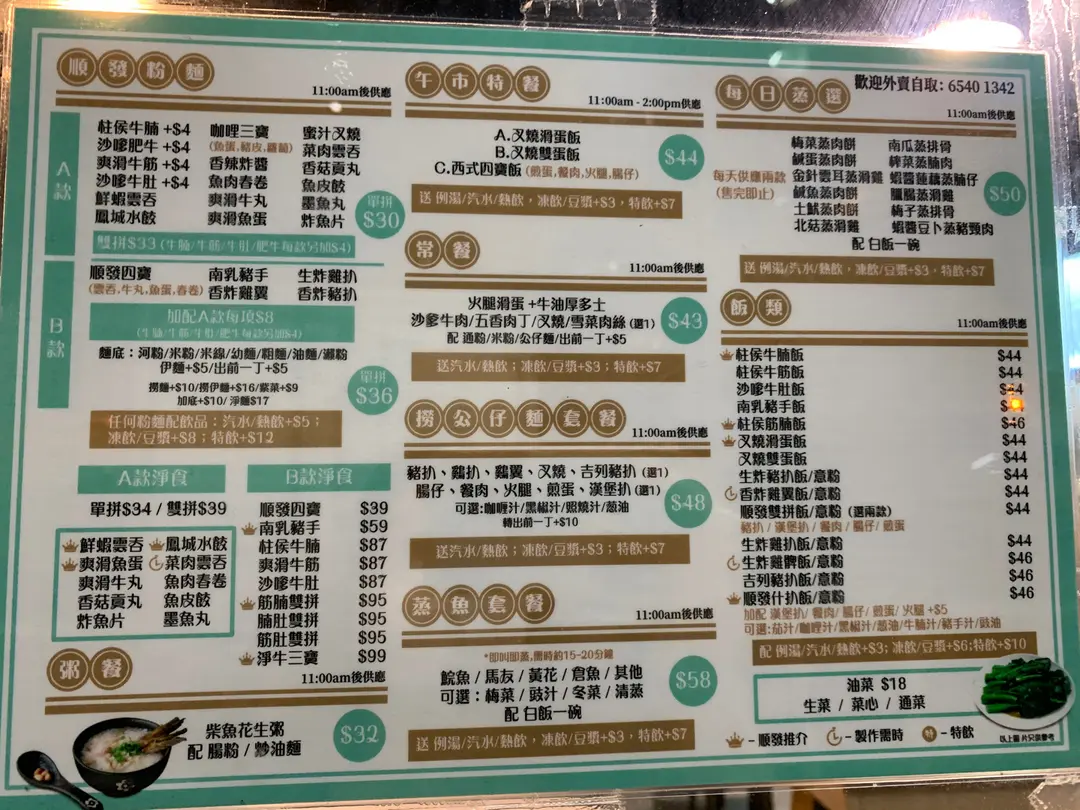 順發粉麵
11:00am後供應
A款
柱侯牛腩 +$4 咖哩三寶 蜜汁叉燒
沙嗲肥牛 +$4 (魚蛋,豬皮,蘿蔔) 菜肉雲吞
爽滑牛筋 +$4 香辣炸醬 香菇貢丸
沙嗲牛肚 +$4 魚肉春卷 魚皮餃
鮮蝦雲吞 爽滑牛丸 墨魚丸
鳳城水餃 爽滑魚蛋 炸魚片
單拼 $30
雙拼$33 (牛腩/牛筋/牛肚/肥牛每款另加$4)
B款
順發四寶 南乳豬手 生炸雞扒
(雲吞,牛丸,魚蛋,春卷) 香炸雞翼 香炸豬扒
加配A款每項$8
(牛腩/牛筋/牛肚/肥牛每款另加$4)
麵底：河粉/米粉/米線/幼麵/粗麵/油麵/瀨粉
伊麵+$5/出前一丁+$5
撈麵+$10/撈伊麵+$16/紫菜+$9
加底+$10/ 淨麵$17
單拼 $36
任何粉麵配飲品：汽水/熱飲+$5；
凍飲/豆漿+$8；特飲+$12
A款淨食
單拼$34 / 雙拼$39
鮮蝦雲吞 鳳城水餃
爽滑魚蛋 菜肉雲吞
爽滑牛丸 魚肉春卷
香菇貢丸 魚皮餃
炸魚片 墨魚丸
B款淨食
順發四寶 $39
南乳豬手 $59
柱侯牛腩 $87
爽滑牛筋 $87
沙嗲牛肚 $87
筋腩雙拼 $95
腩肚雙拼 $95
筋肚雙拼 $95
淨牛三寶 $99
粥餐
11:00am後供應
柴魚花生粥
配 腸粉 / 炒油麵
$32
午市特餐
11:00am - 2:00pm供應
A.叉燒滑蛋飯
B.叉燒雙蛋飯
C.西式四寶飯 (煎蛋,餐肉,火腿,腸仔)
$44
送 例湯/汽水/熱飲，凍飲/豆漿+$3，特飲+$7
常餐
11:00am後供應
火腿滑蛋 +牛油厚多士
沙嗲牛肉/五香肉丁/叉燒/雪菜肉絲 (選1)
配 通粉/米粉/公仔麵/出前一丁+$5
$43
送汽水/熱飲；凍飲/豆漿+$3；特飲+$7
撈公仔麵套餐
11:00am後供應
豬扒、鷄扒、鷄翼、叉燒、吉列豬扒 (選1)
腸仔、餐肉、火腿、煎蛋、漢堡扒 (選1)
可選:咖喱汁/黑椒汁/照燒汁/葱油
轉出前一丁+$10
$48
送汽水/熱飲；凍飲/豆漿+$3；特飲+$7
蒸魚套餐
11:00am後供應
*即叫即蒸,需時約15-20分鐘
鯇魚 / 馬友 / 黃花 / 倉魚 / 其他
可選：梅菜 / 豉汁 / 冬菜 / 清蒸
配 白飯一碗
$58
送 例湯/汽水/熱飲，凍飲/豆漿+$3，特飲+$7
每日蒸選
歡迎外賣自取: 6540 1342
11:00am後供應
每天供應兩款
(售完即止)
梅菜蒸肉餅 南瓜蒸排骨
鹹蛋蒸肉餅 榨菜蒸腩肉
金針雲耳蒸滑雞 蝦醬蓮藕蒸腩仔
鹹魚蒸肉餅 臘腸蒸滑雞
土魷蒸肉餅 梅子蒸排骨
北菇蒸滑雞 蝦醬豆卜蒸豬頸肉
配 白飯一碗
$50
送 例湯/汽水/熱飲，凍飲/豆漿+$3，特飲+$7
飯類
11:00am後供應
柱侯牛腩飯 $44
柱侯牛筋飯 $44
沙嗲牛肚飯 $44
南乳豬手飯
柱侯筋腩飯 $46
叉燒滑蛋飯 $44
叉燒雙蛋飯 $44
生炸豬扒飯/意粉 $44
香炸雞翼飯/意粉 $44
順發雙拼飯/意粉 (選兩款) $44
豬扒 / 漢堡扒 / 餐肉 / 腸仔 / 煎蛋
生炸雞扒飯/意粉 $44
生炸雞髀飯/意粉 $46
吉列豬扒飯/意粉 $46
順發什扒飯/意粉 $46
加配 漢堡扒/ 餐肉/ 腸仔/ 煎蛋/ 火腿 +$5
可選:茄汁/咖喱汁/黑椒汁/葱油/牛腩汁/豬手汁/豉油
配 例湯/汽水/熱飲+$3; 凍飲/豆漿+$6;特飲+$10
油菜 $18
生菜 / 菜心 / 通菜
- 順發推介 - 製作需時 特 - 特飲
以上圖片只供參考